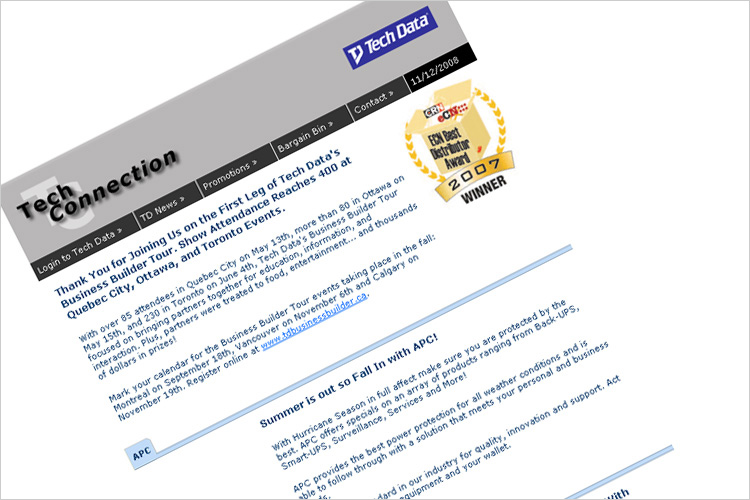 Tech Data
11/12/2008
Tech Connection
Login to Tech Data » TD News » Promotions » Bargain Bin » Contact »
CRN eCN
ECN Best
Distributor
Award
2007
WINNER
Thank You for Joining Us on the First Leg of Tech Data's
Business Builder Tour. Show Attendance Reaches 400 at
Quebec City, Ottawa, and Toronto Events.
With over 85 attendees in Quebec City on May 13th, more than 80 in Ottawa on
May 15th, and 230 in Toronto on June 4th, Tech Data's Business Builder Tour
focused on bringing partners together for education, information, and
interaction. Plus, partners were treated to food, entertainment... and thousands
of dollars in prizes!
Mark your calendar for the Business Builder Tour events taking place in the fall:
Montreal on September 18th, Vancouver on November 6th and Calgary on
November 19th. Register online at www.tdbusinessbuilder.ca.
APC
Summer is out so Fall In with APC!
With Hurricane Season in full affect make sure you are protected by the
best. APC offers specials on an array of products ranging from Back-UPS,
Smart-UPS, Surveillance, Services and More!
APC provides the best power protection for all weather conditions and is
able to follow through with a solution that meets your personal and business
ds.
ndard in our industry for quality, innovation and support. Act
equipment and your wallet.
with